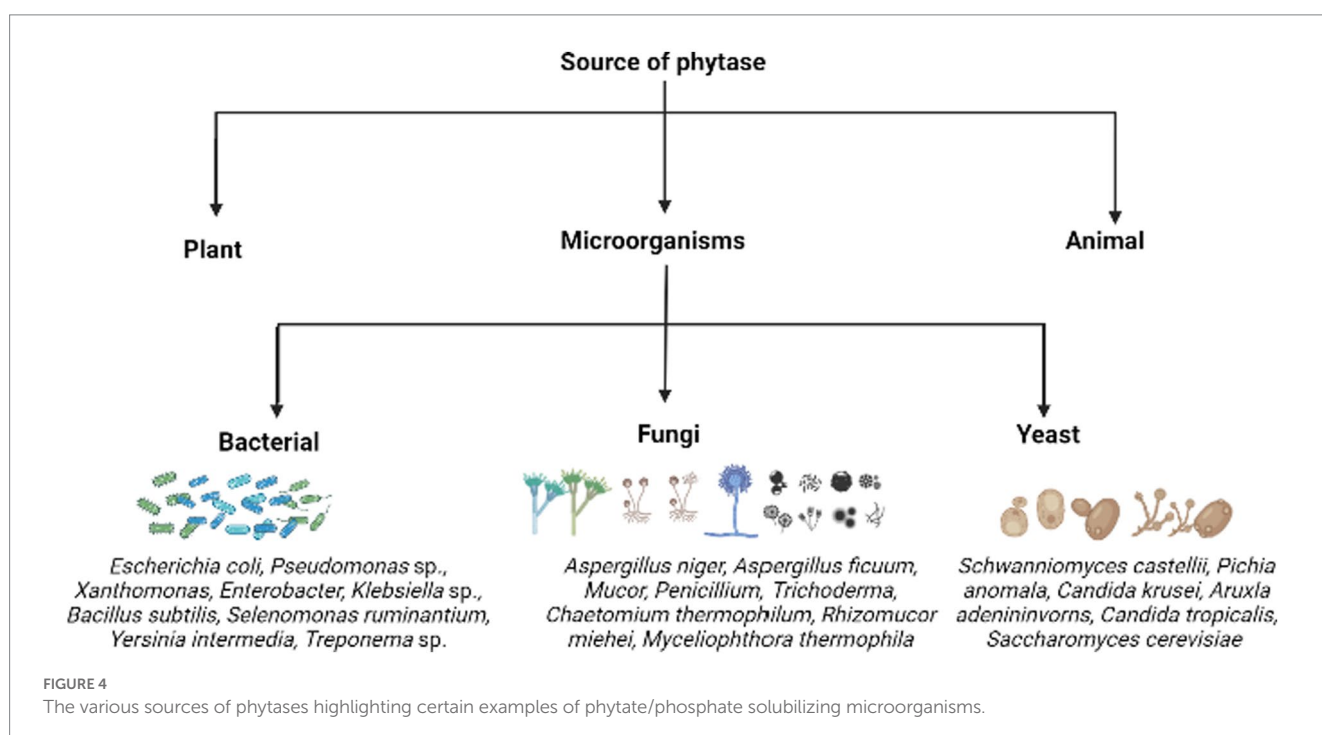 Source of phytase
Plant
Microorganisms
Animal
Bacterial
Fungi
Yeast
Escherichia coli, Pseudomonas sp.,
Xanthomonas, Enterobacter, Klebsiella sp.,
Bacillus subtilis, Selenomonas ruminantium,
Yersinia intermedia, Treponema sp.
Aspergillus niger, Aspergillus ficuum,
Mucor, Penicillium, Trichoderma,
Chaetomium thermophilum, Rhizomucor
miehei, Myceliophthora thermophila
Schwanniomyces castellii, Pichia
anomala, Candida krusei, Aruxla
adenininvorns, Candida tropicalis,
Saccharomyces cerevisiae
FIGURE 4
The various sources of phytases highlighting certain examples of phytate/phosphate solubilizing microorganisms.